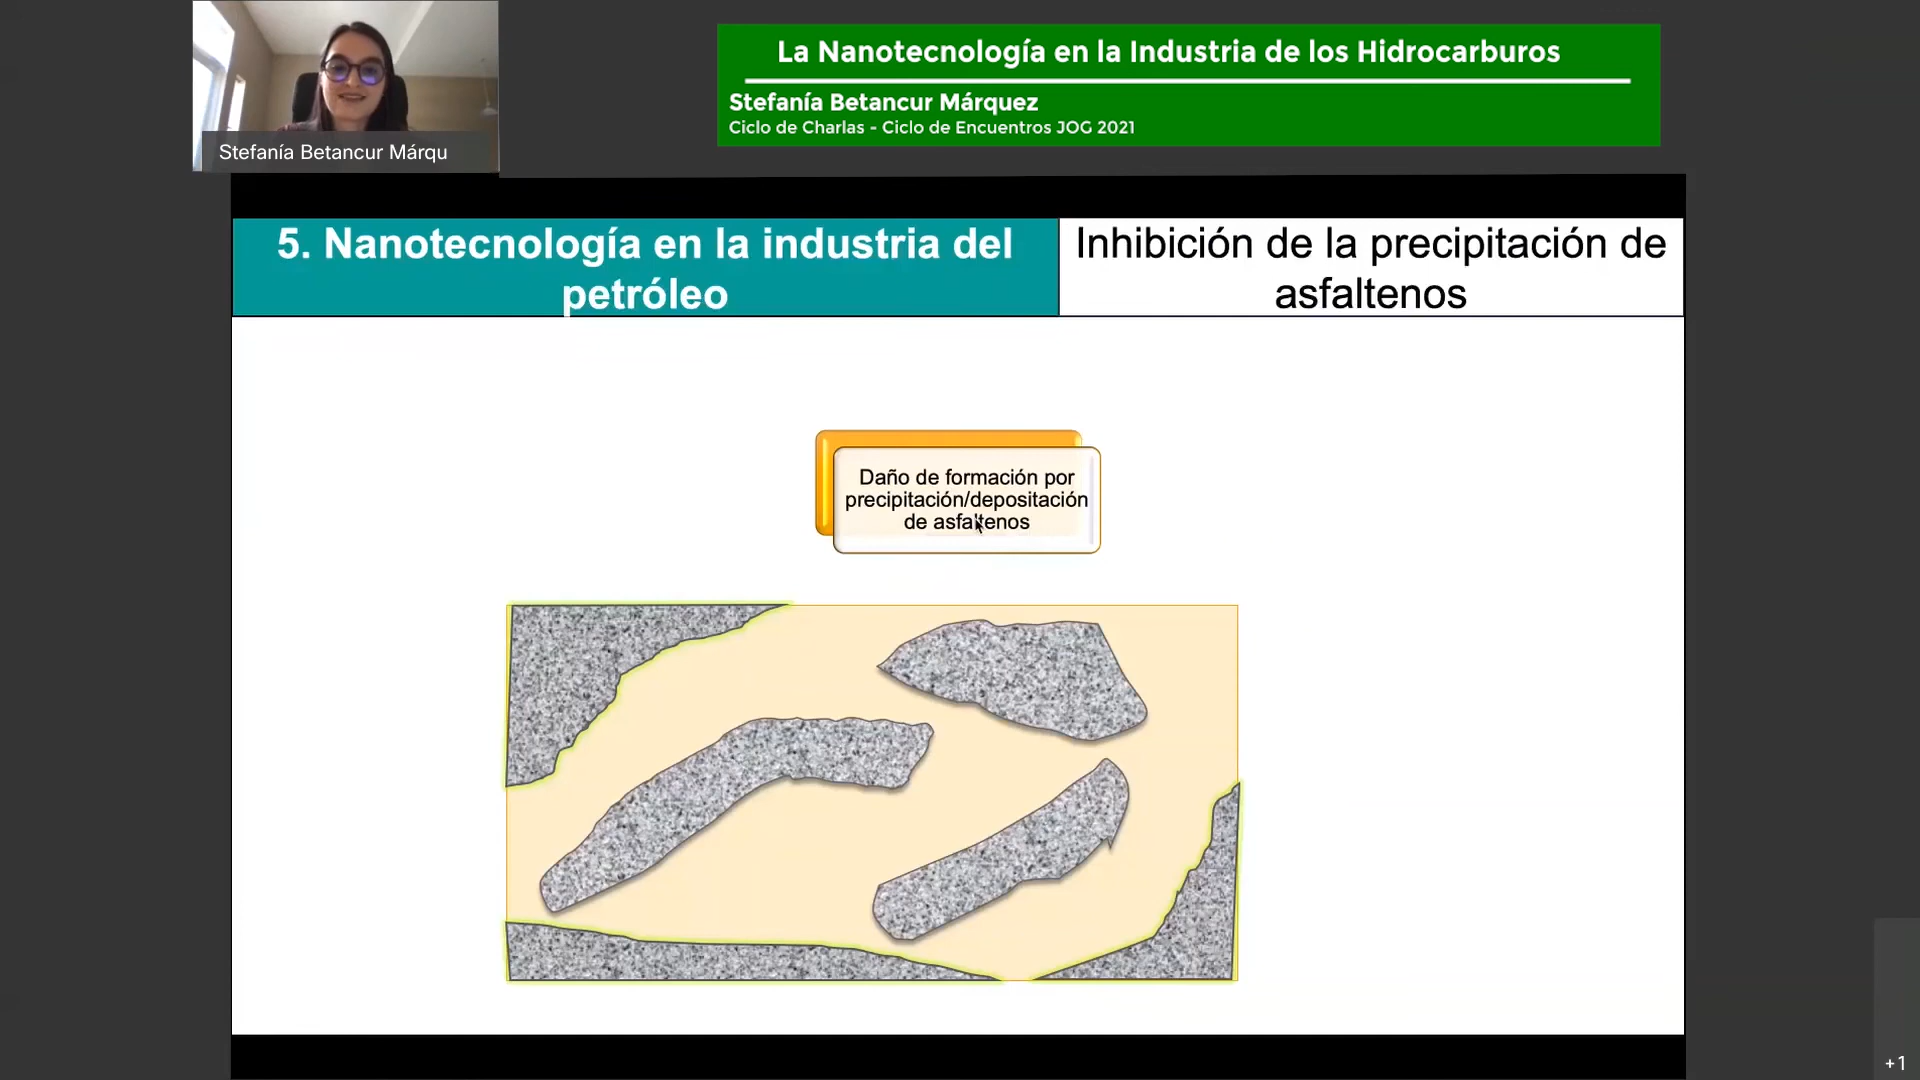 La Nanotecnología en la Industria de los Hidrocarburos
Stefanía Betancur Márquez
Ciclo de Charlas - Ciclo de Encuentros JOG 2021
Stefanía Betancur Márqu
5. Nanotecnología en la industria del
petróleo
Inhibición de la precipitación de
asfaltenos
Daño de formación por
precipitación/depositación
de asfaltenos
+1